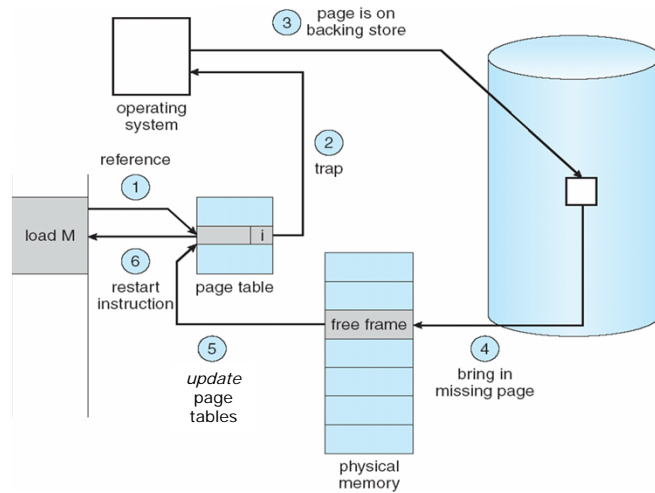 3
page is on
backing store
operating
system
2
trap
reference
1
load M
i
6
restart
instruction
page table
free frame
5
update
page
tables
4
bring in
missing page
physical
memory